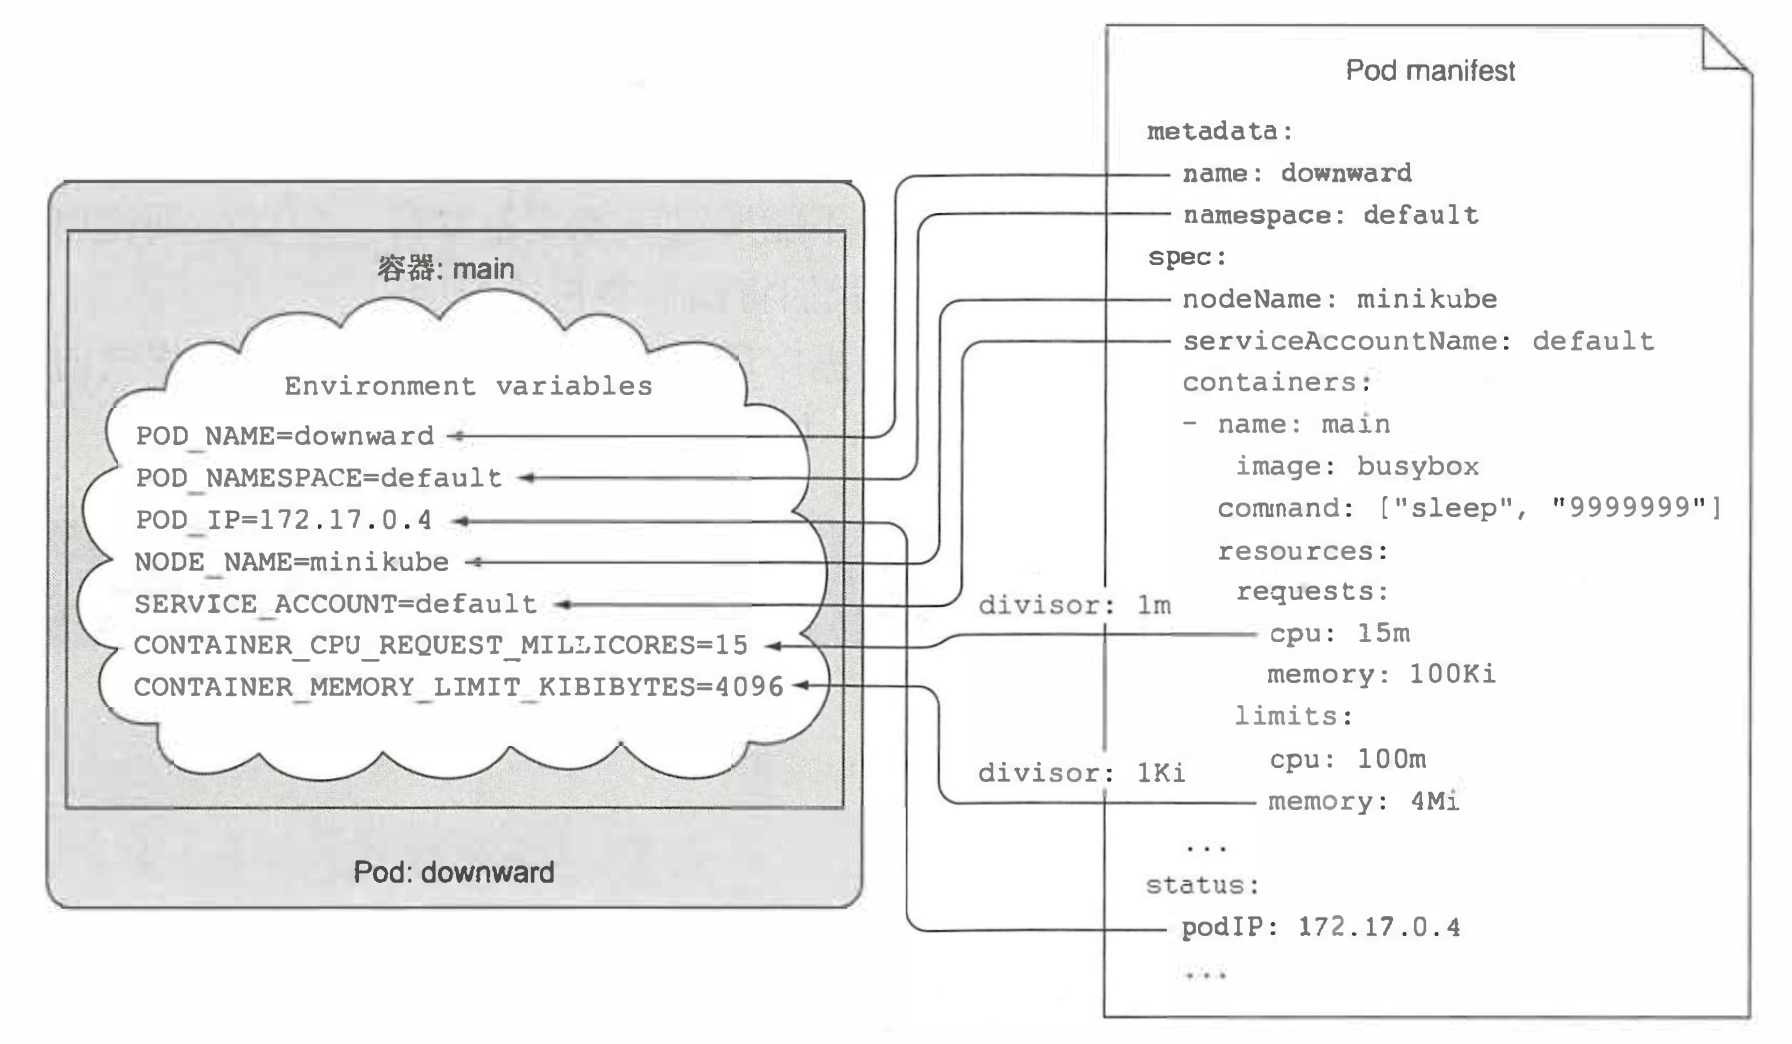 容器: main
Environment variables
POD_NAME=downward
POD_NAMESPACE=default
POD_IP=172.17.0.4
NODE_NAME=minikube
SERVICE_ACCOUNT=default
CONTAINER_CPU_REQUEST_MILLICORES=15
CONTAINER_MEMORY_LIMIT_KIBIBYTES=4096
Pod: downward
divisor: 1m
divisor: 1Ki
Pod manifest
metadata:
name: downward
namespace: default
spec:
nodeName: minikube
serviceAccountName: default
containers:
- name: main
image: busybox
command: ["sleep", "9999999"]
resources:
requests:
cpu: 15m
memory: 100Ki
limits:
cpu: 100m
memory: 4Mi
...
status:
podIP: 172.17.0.4
...